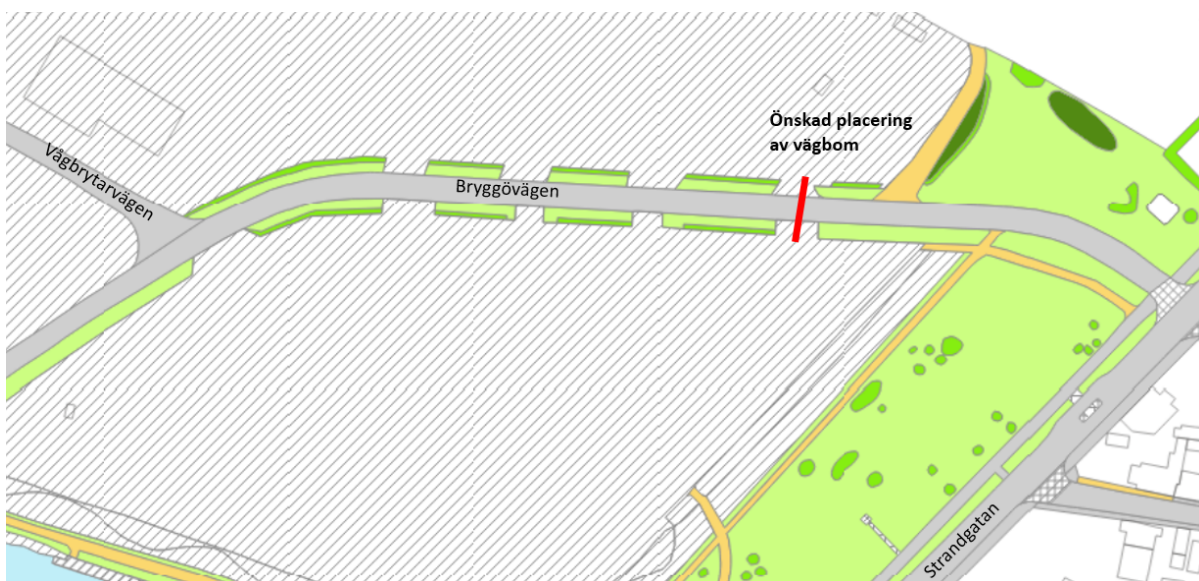 Önskad placering
av vägbom
Vågbrytarvägen
Bryggövägen
Strandgatan